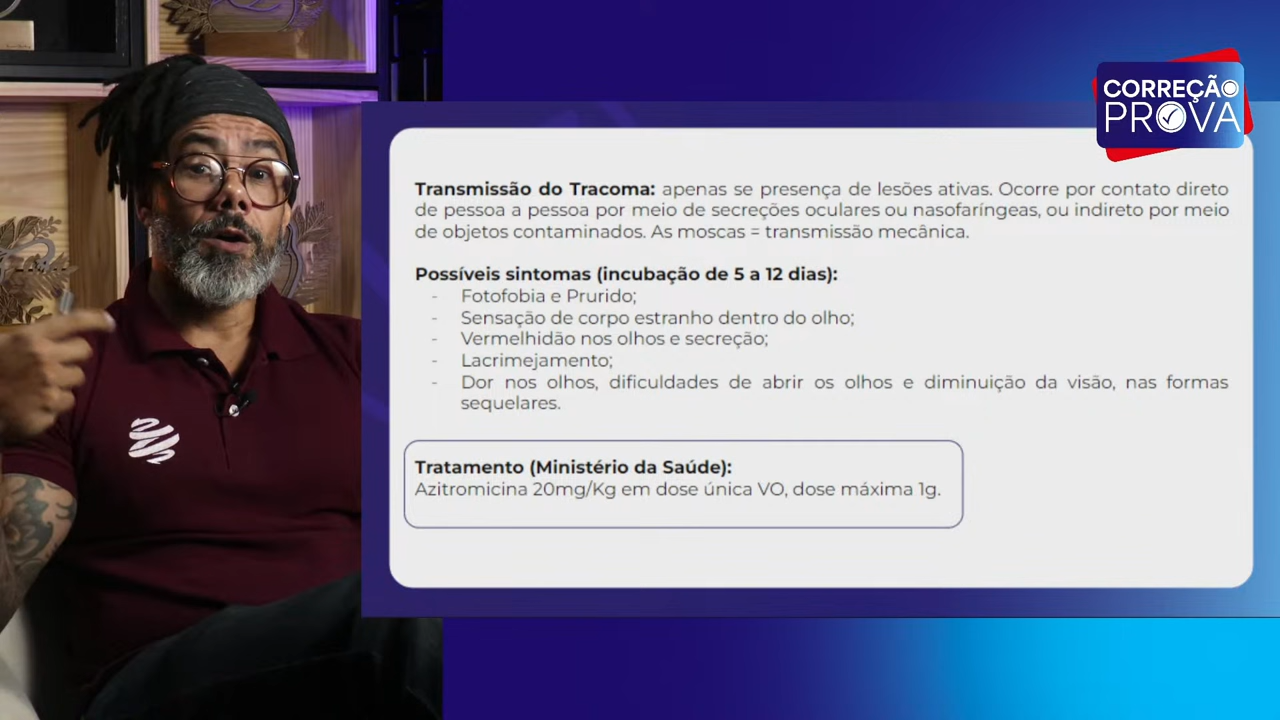 CORREÇÃO
PROVA
Transmissão do Tracoma: apenas se presença de lesões ativas. Ocorre por contato direto
de pessoa a pessoa por meio de secreções oculares ou nasofaríngeas, ou indireto por meio
de objetos contaminados. As moscas = transmissão mecânica.
Possíveis sintomas (incubação de 5 a 12 dias):
- Fotofobia e Prurido;
- Sensação de corpo estranho dentro do olho;
- Vermelhidão nos olhos e secreção;
- Lacrimejamento;
- Dor nos olhos, dificuldades de abrir os olhos e diminuição da visão, nas formas
sequelares.
Tratamento (Ministério da Saúde):
Azitromicina 20mg/Kg em dose única VO, dose máxima 1g.